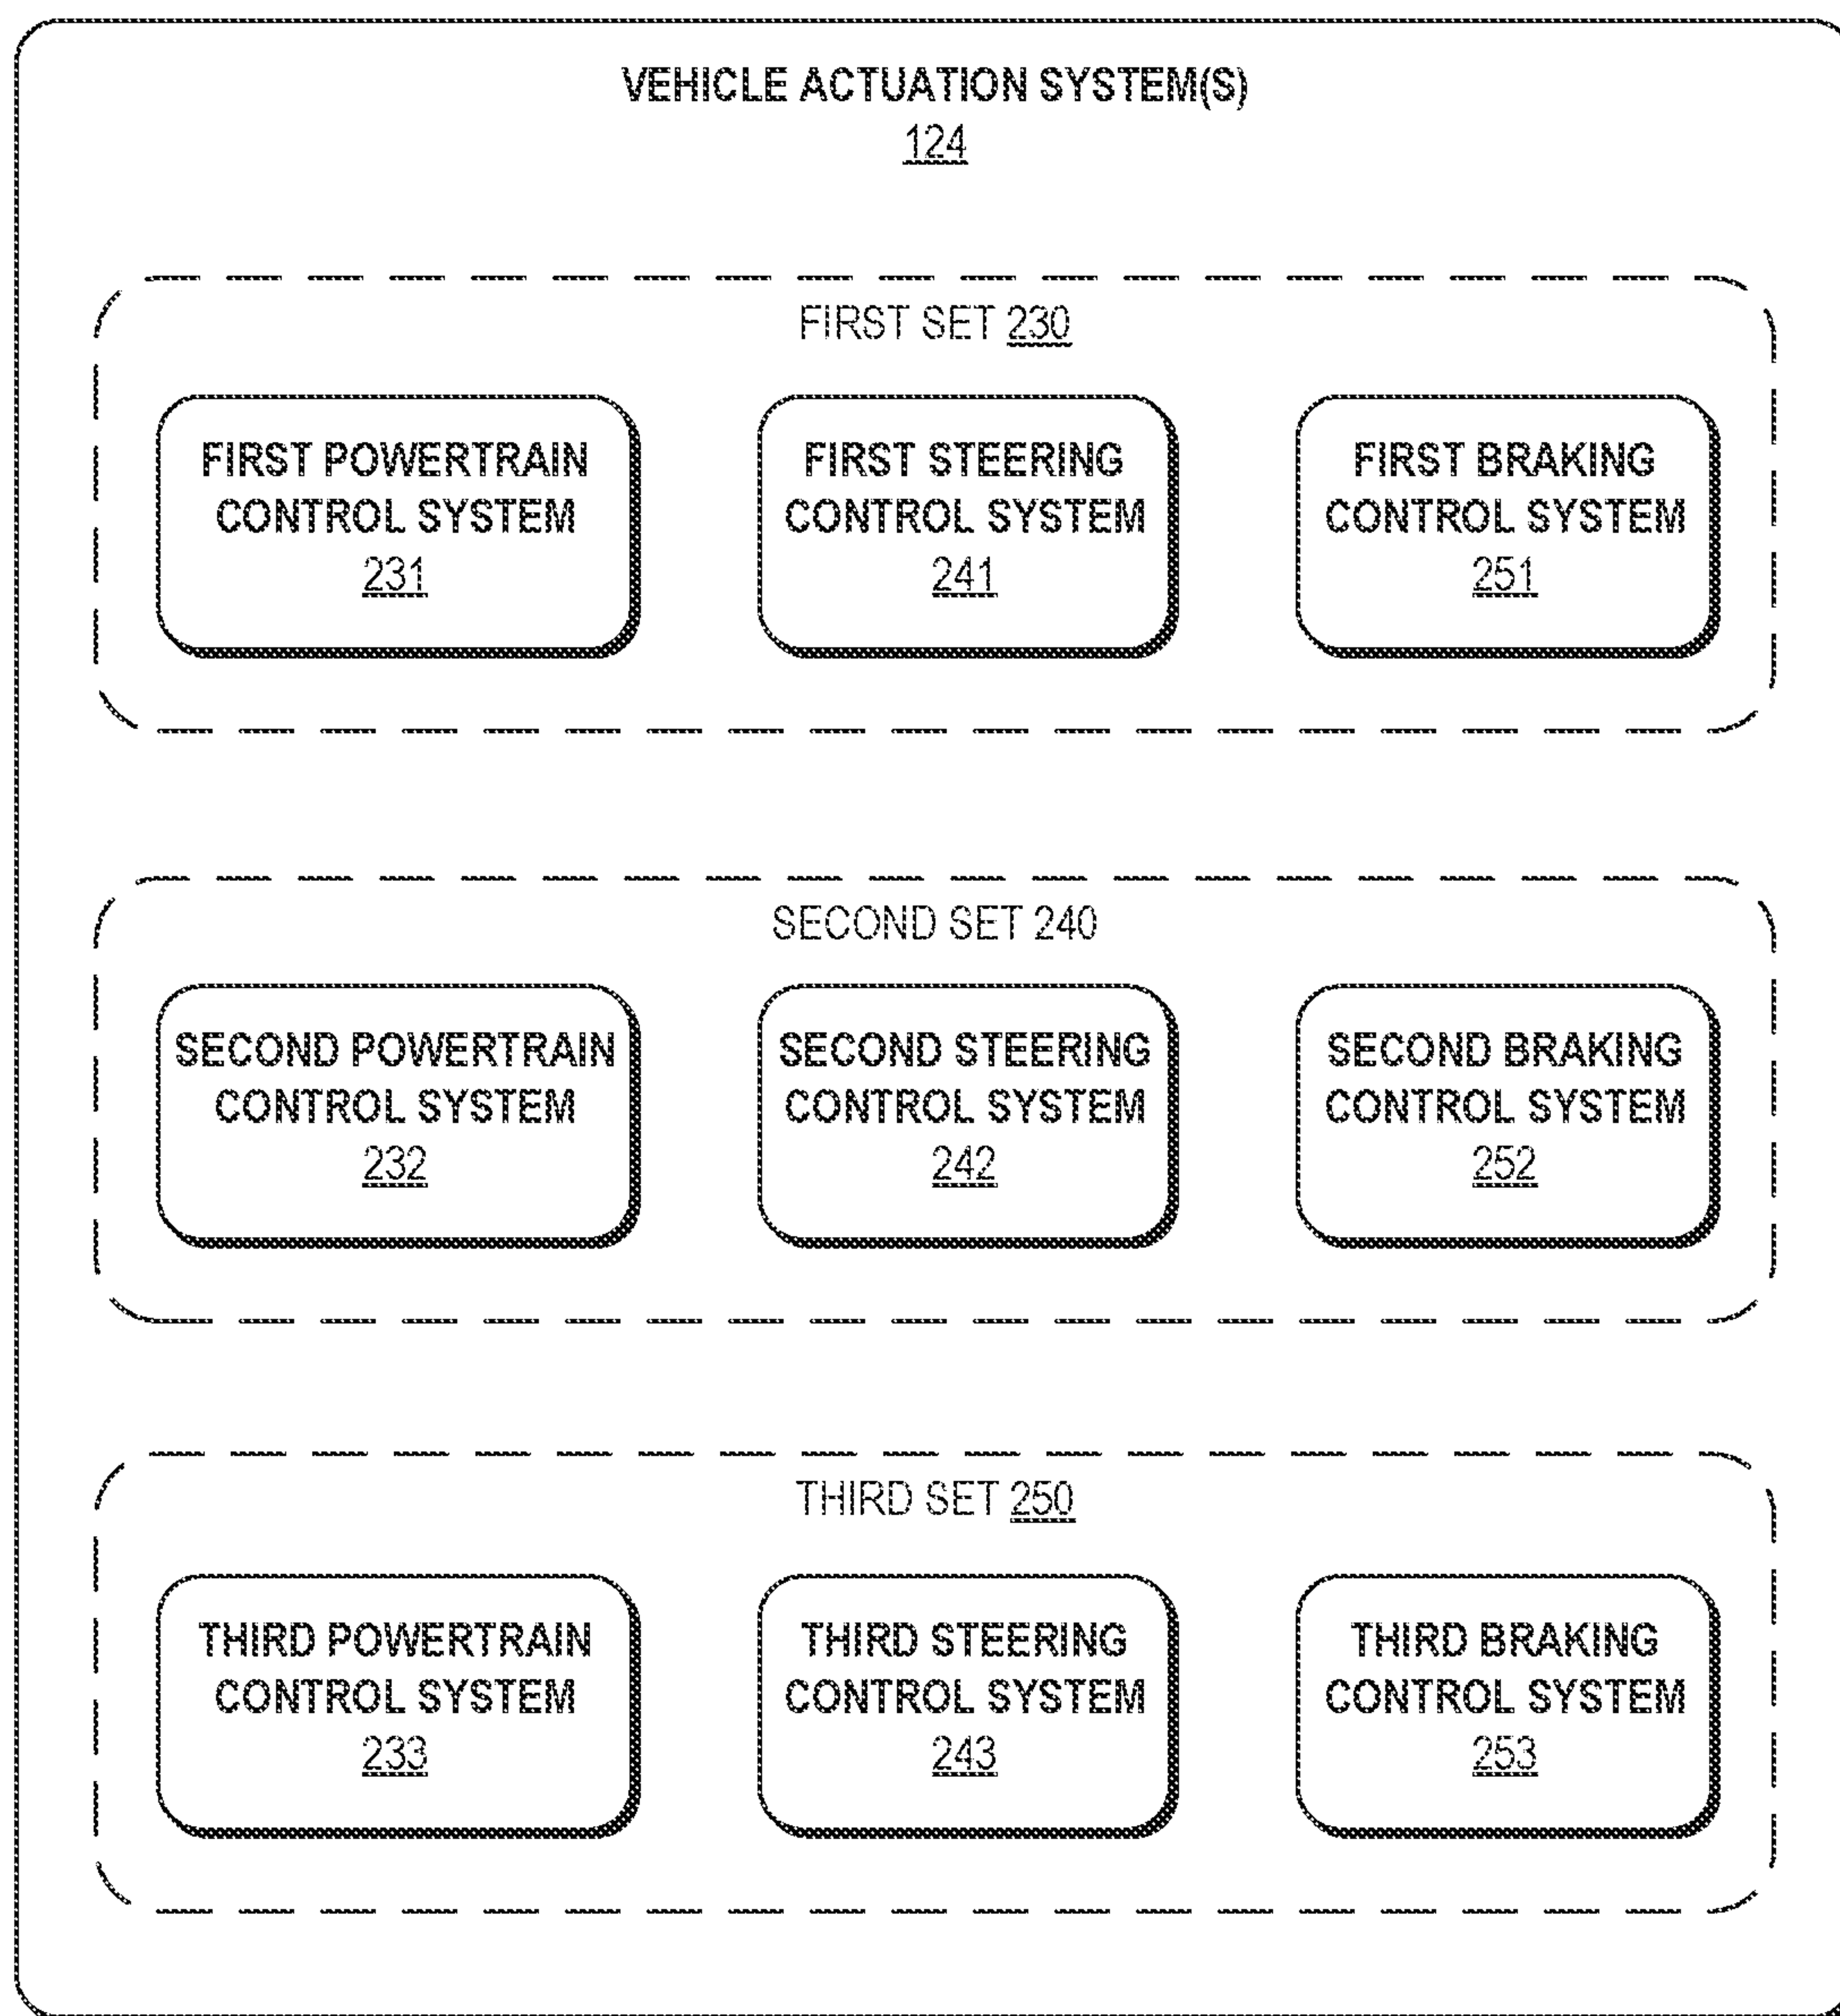 VEHICLE ACTUATION SYSTEM(S)
124
FIRST SET 230
FIRST POWERTRAIN
CONTROL SYSTEM
231
FIRST STEERING
CONTROL SYSTEM
241
FIRST BRAKING
CONTROL SYSTEM
251
SECOND SET 240
SECOND POWERTRAIN
CONTROL SYSTEM
232
SECOND STEERING
CONTROL SYSTEM
242
SECOND BRAKING
CONTROL SYSTEM
252
THIRD SET 250
THIRD POWERTRAIN
CONTROL SYSTEM
233
THIRD STEERING
CONTROL SYSTEM
243
THIRD BRAKING
CONTROL SYSTEM
253